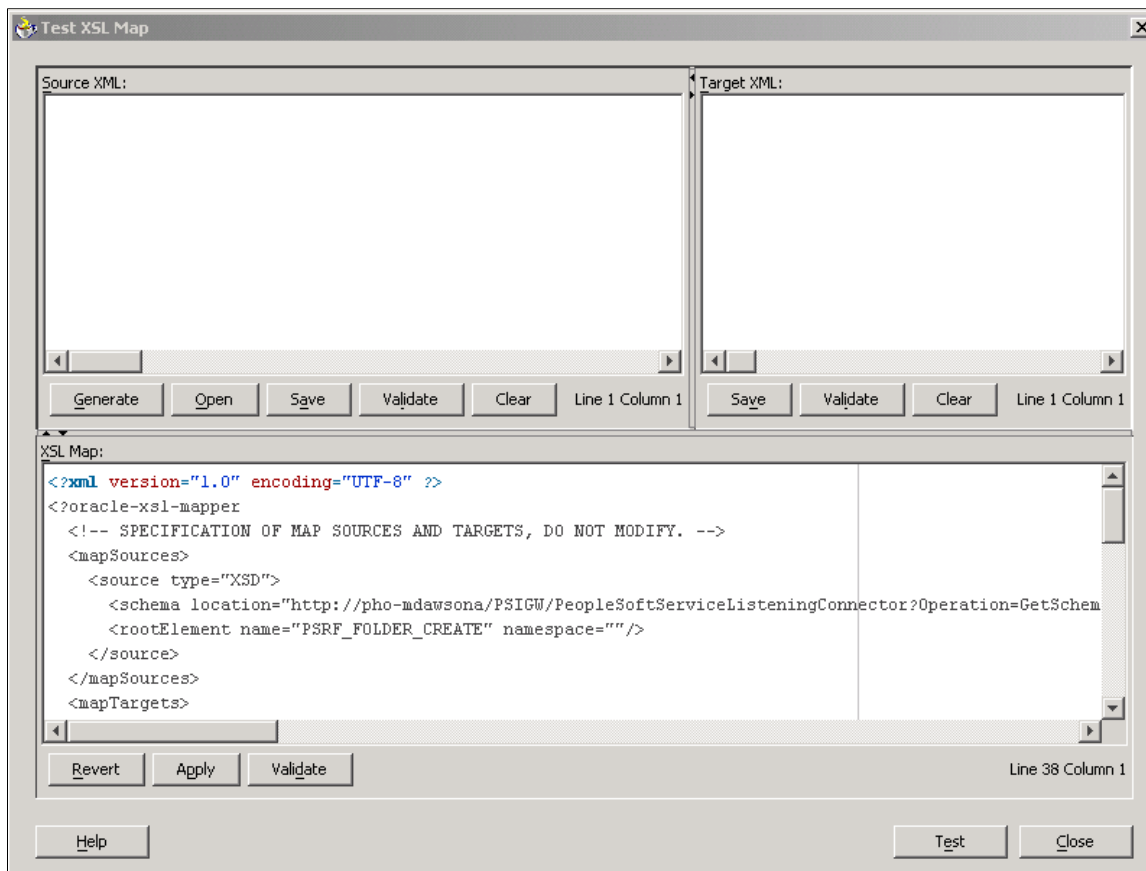 Test XSL Map
Source XML:
Target XML:
Generate Open Save Validate Clear Line 1 Column 1
Save Validate Clear Line 1 Column 1
XSL Map:
<?xml version="1.0" encoding="UTF-8" ?>
<?oracle-xsl-mapper
<!-- SPECIFICATION OF MAP SOURCES AND TARGETS, DO NOT MODIFY. -->
<mapSources>
<source type="XSD">
<schema location="http://pho-mdawsona/PSIGW/PeopleSoftServiceListeningConnector?Operation=GetSchem
<rootElement name="PSRF_FOLDER_CREATE" namespace=""/>
</source>
</mapSources>
<mapTargets>
Revert Apply Validate Line 38 Column 1
Help Test Close